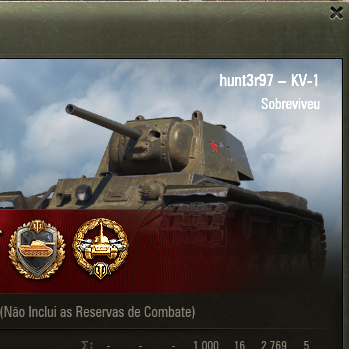 hunt3r97 – KV-1
Sobreviveu
(Não Inclui as Reservas de Combate)
Σ: - - - 1 000 16 2 769 5